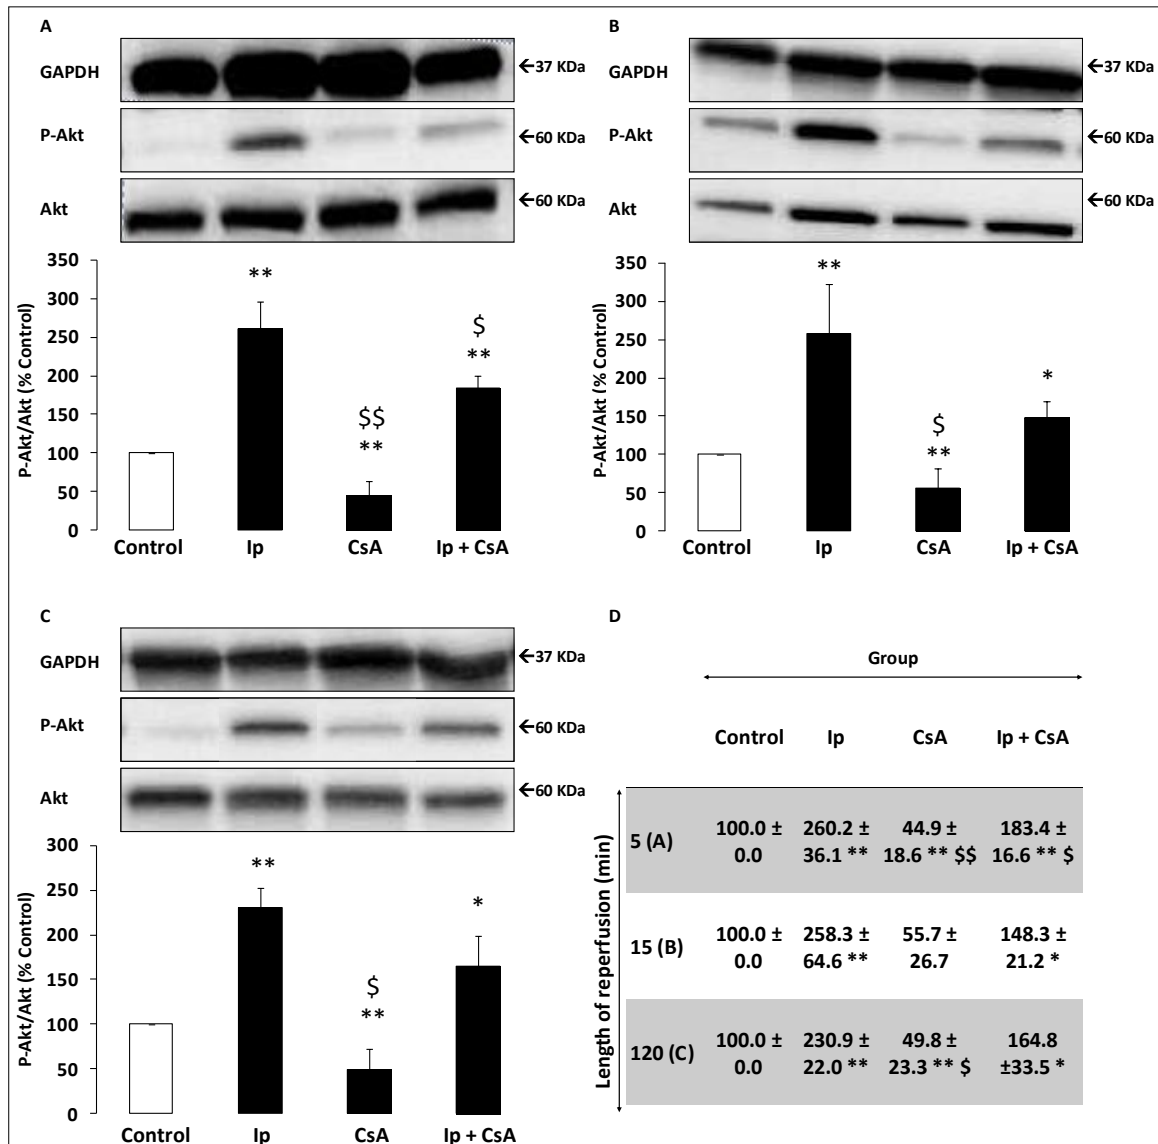 A
GAPDH
←37 KDa
P-Akt
←60 KDa
Akt
←60 KDa
P-Akt/Akt (% Control)
350
300
250
200
150
100
50
0
**
$$
**
$
**
Control Ip CsA Ip + CsA
B
GAPDH
←37 KDa
P-Akt
←60 KDa
Akt
←60 KDa
P-Akt/Akt (% Control)
350
300
250
200
150
100
50
0
**
$
**
*
Control Ip CsA Ip + CsA
C
GAPDH
←37 KDa
P-Akt
←60 KDa
Akt
←60 KDa
P-Akt/Akt (% Control)
300
250
200
150
100
50
0
**
$
**
*
Control Ip CsA Ip + CsA
D
Group
Control Ip CsA Ip + CsA
Length of reperfusion (min)
5 (A) 100.0 ± 260.2 ± 44.9 ± 183.4 ±
0.0 36.1 ** 18.6 ** $$ 16.6 ** $
15 (B) 100.0 ± 258.3 ± 55.7 ± 148.3 ±
0.0 64.6 ** 26.7 21.2 *
120 (C) 100.0 ± 230.9 ± 49.8 ± 164.8
0.0 22.0 ** 23.3 ** $ ±33.5 *